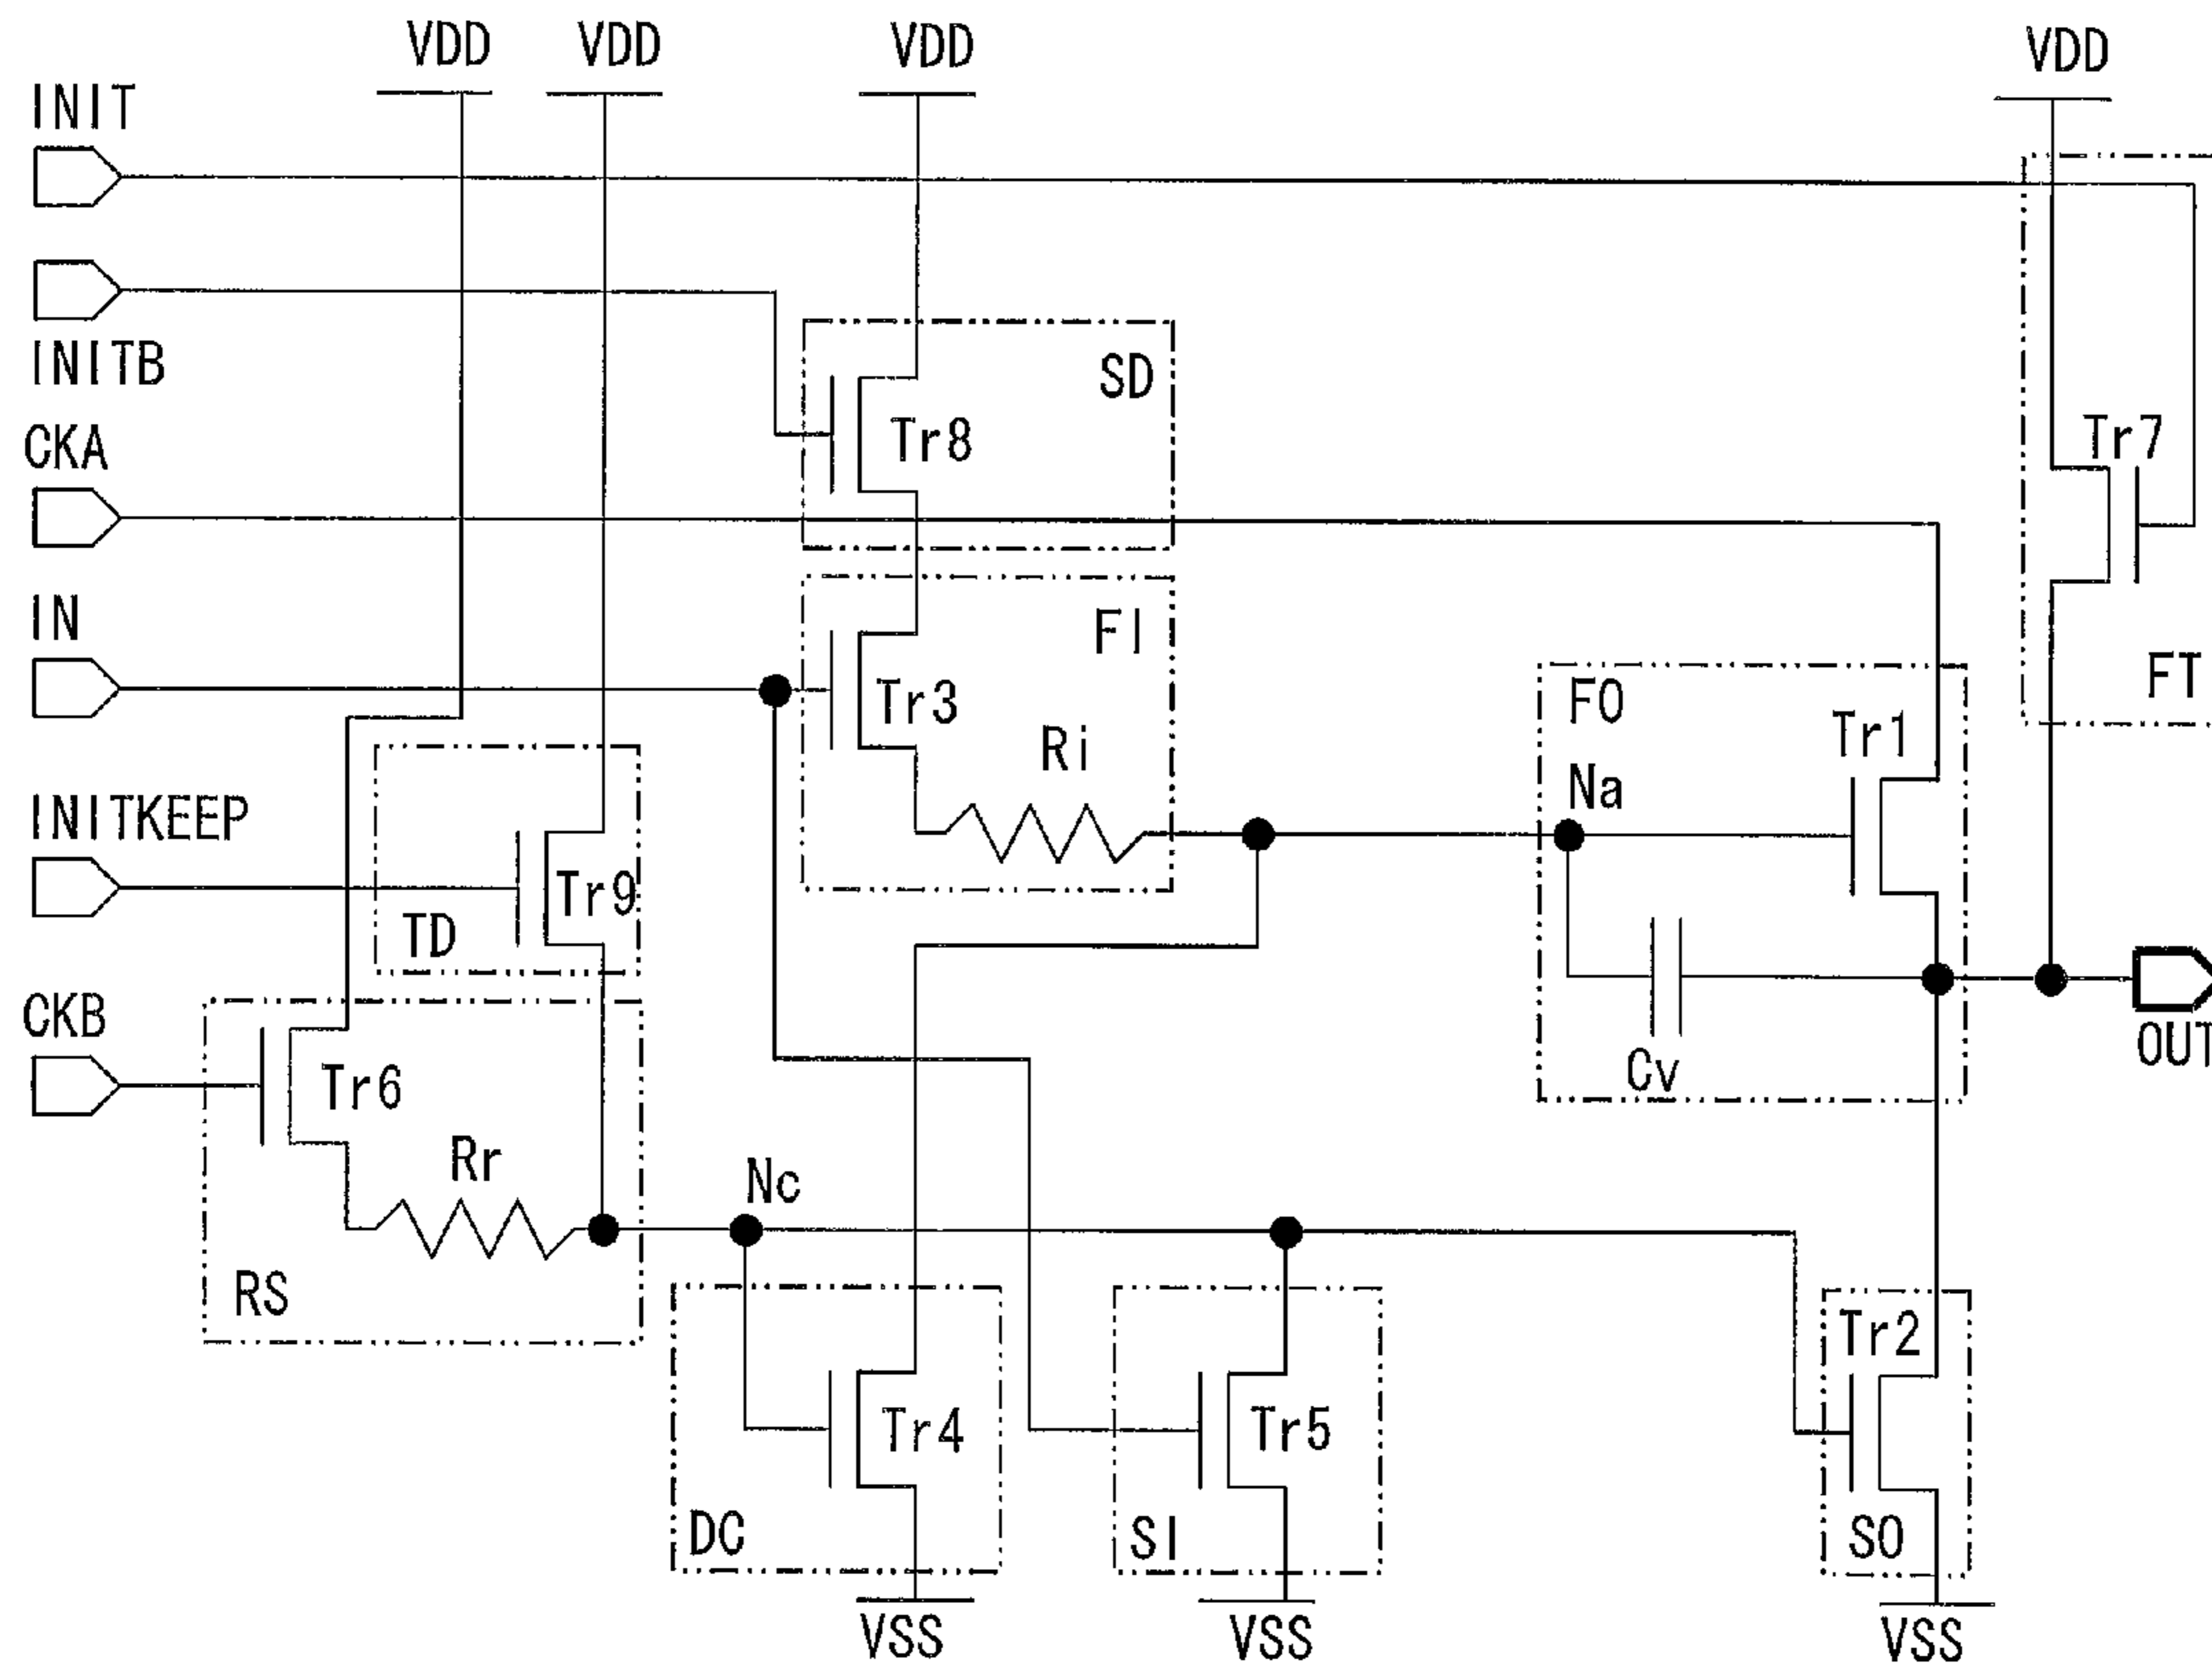 VDD
VDD
VDD
VDD
INIT
INITB
SD
Tr8
CKA
Tr7
IN
FI
Tr3
FT
FO
Tr1
Ri
Na
INITKEEP
Tr9
TD
CKB
OUT
Cv
Tr6
Rr
Nc
RS
Tr2
Tr4
Tr5
DC
SI
SO
VSS
VSS
VSS